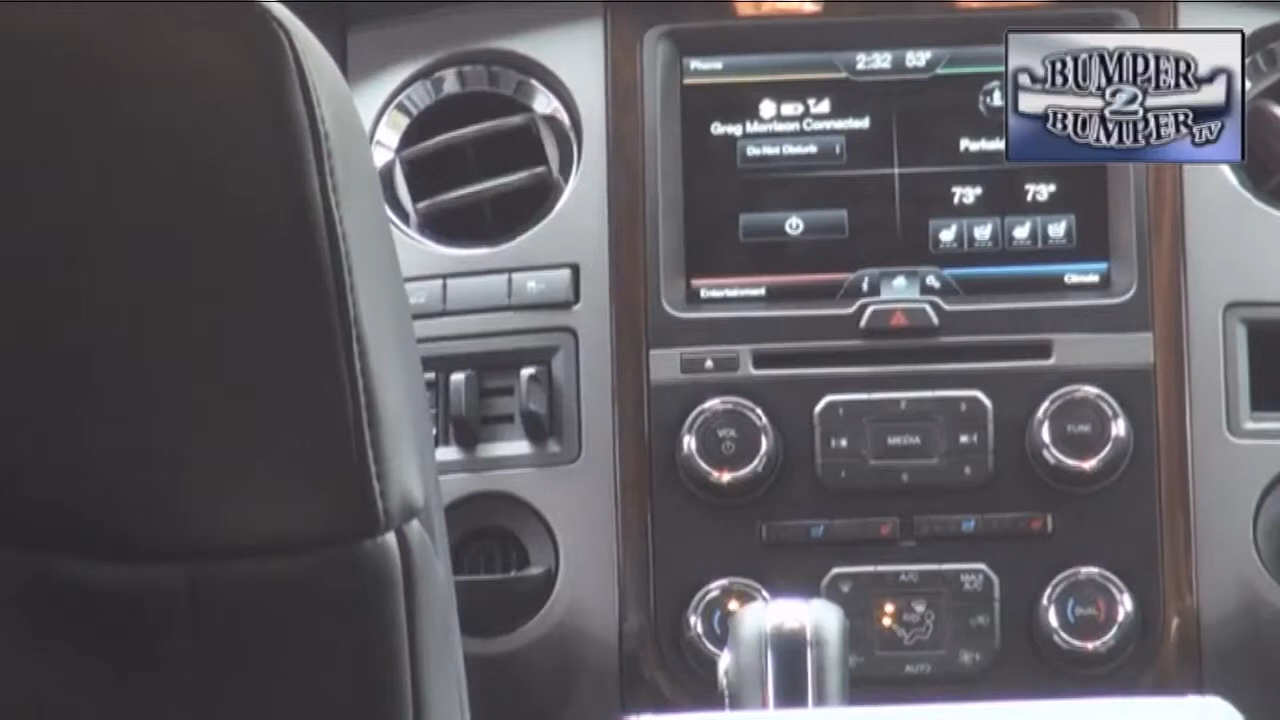 Phone
2:32 53°
BUMPER
2
BUMPER TV
Greg Morrison Connected
Do Not Disturb
73° 73°
Entertainment
Climate
VOL
MEDIA
TUNE
A/C
MAX
A/C
DUAL
AUTO